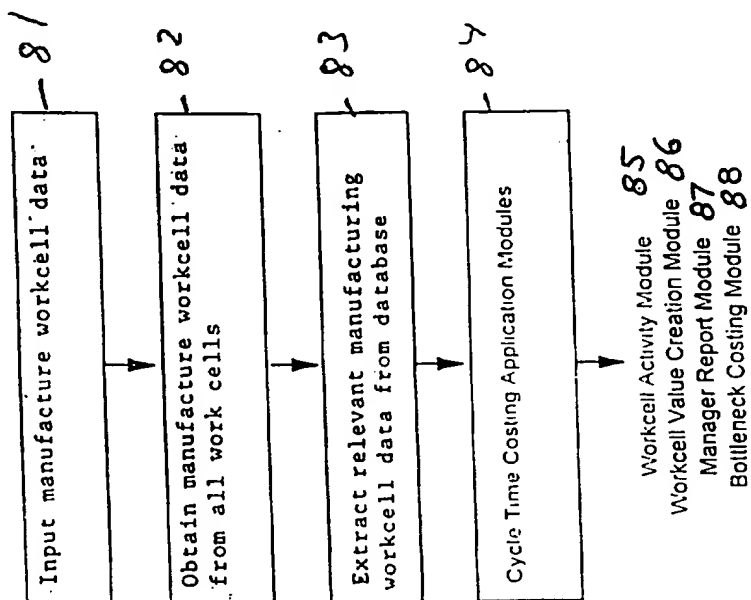 Input manufacture workcell data
81
Obtain manufacture workcell data
from all work cells
82
Extract relevant manufacturing
workcell data from database
83
Cycle Time Costing Application Modules
84
Workcell Activity Module 85
Workcell Value Creation Module 86
Manager Report Module 87
Bottleneck Costing Module 88